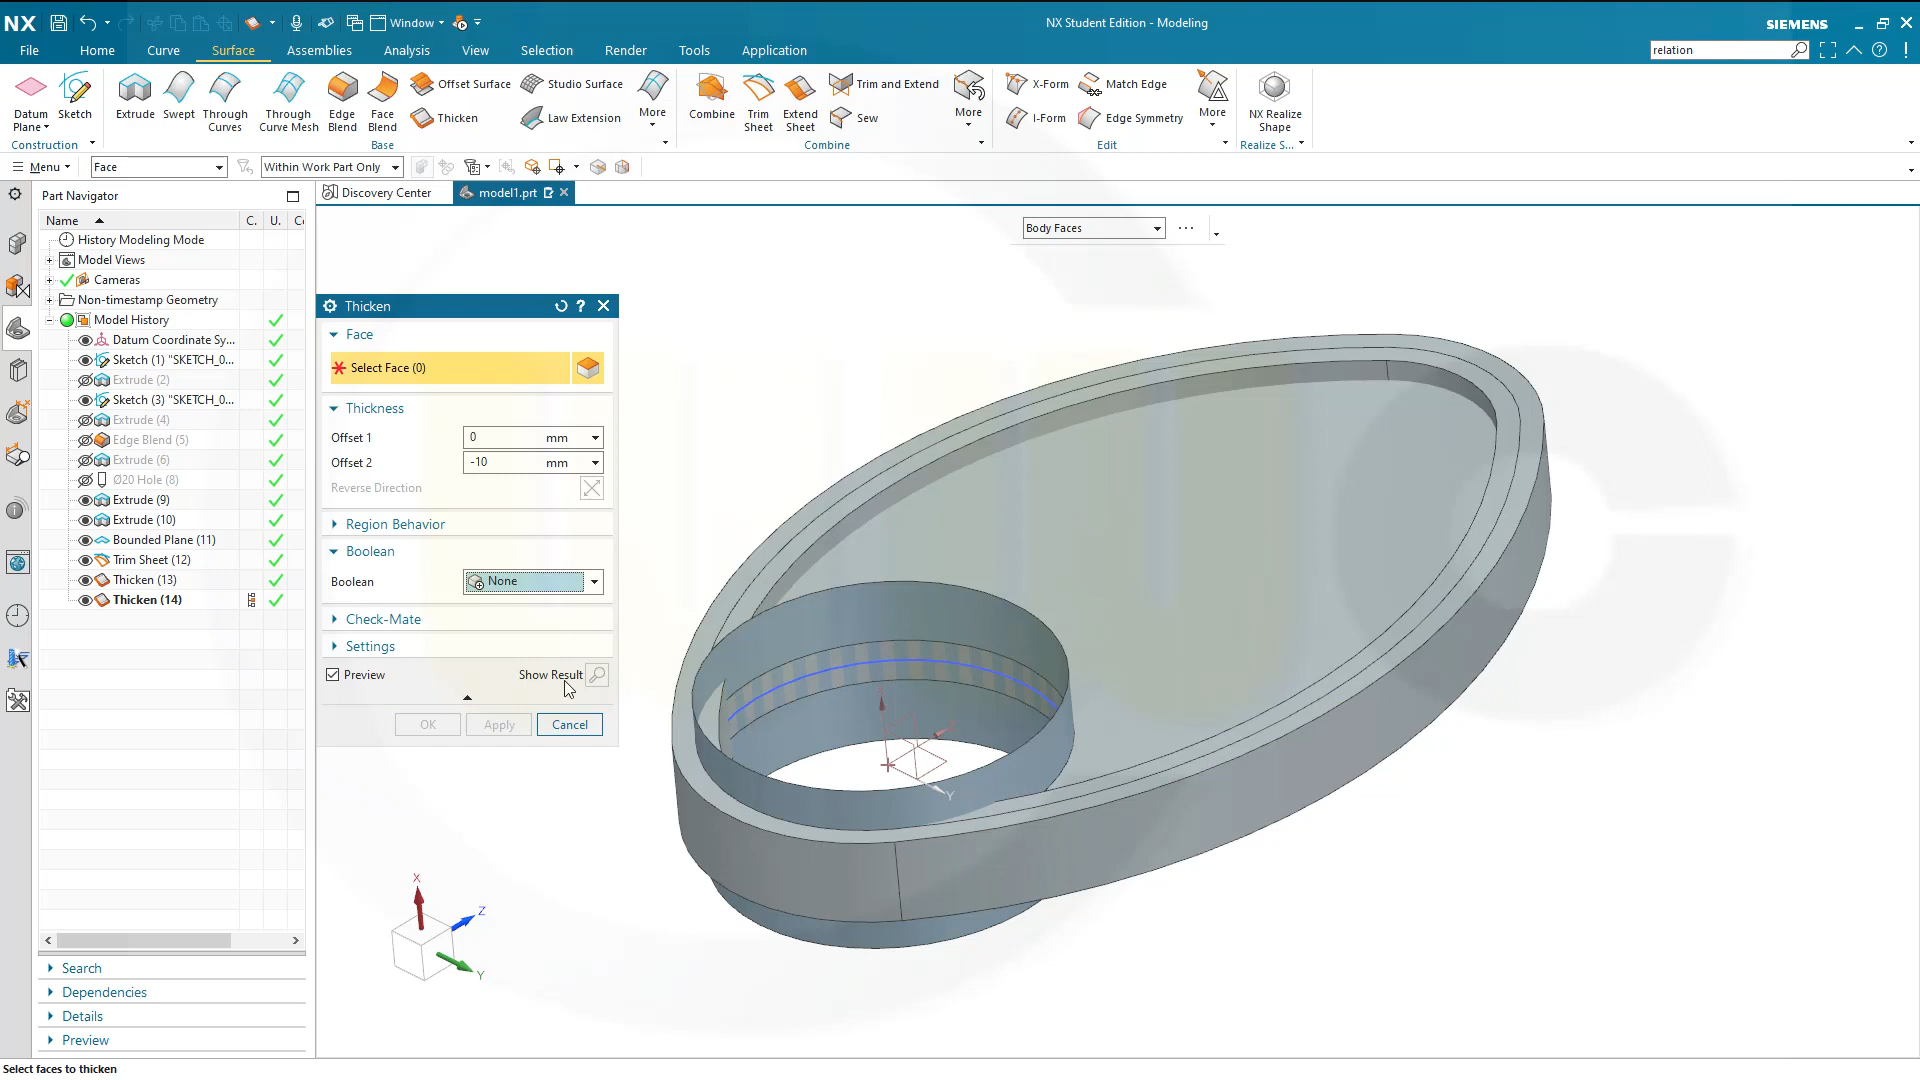 NX
Window
NX Student Edition - Modeling
SIEMENS
File Home Curve Surface Assemblies Analysis View Selection Render Tools Application
relation
Datum Plane
Sketch
Extrude
Swept
Through Curves
Through Curve Mesh
Edge Blend
Face Blend
Offset Surface
Thicken
Studio Surface
Law Extension
More
Combine
Trim Sheet
Extend Sheet
Trim and Extend
Sew
More
X-Form
I-Form
Match Edge
Edge Symmetry
More
NX Realize Shape
Construction
Base
Combine
Edit
Realize S...
Menu
Face
Within Work Part Only
Part Navigator
Discovery Center
model1.prt
Name C. U. Co
Body Faces
History Modeling Mode
Model Views
Cameras
Non-timestamp Geometry
Model History
Datum Coordinate Sy...
Sketch (1) "SKETCH_0...
Extrude (2)
Sketch (3) "SKETCH_0...
Extrude (4)
Edge Blend (5)
Extrude (6)
Ø20 Hole (8)
Extrude (9)
Extrude (10)
Bounded Plane (11)
Trim Sheet (12)
Thicken (13)
Thicken (14)
Search
Dependencies
Details
Preview
Thicken
Face
Select Face (0)
Thickness
Offset 1 0 mm
Offset 2 -10 mm
Reverse Direction
Region Behavior
Boolean
Boolean None
Check-Mate
Settings
Preview Show Result
OK Apply Cancel
Y
X
Z
Y
Select faces to thicken